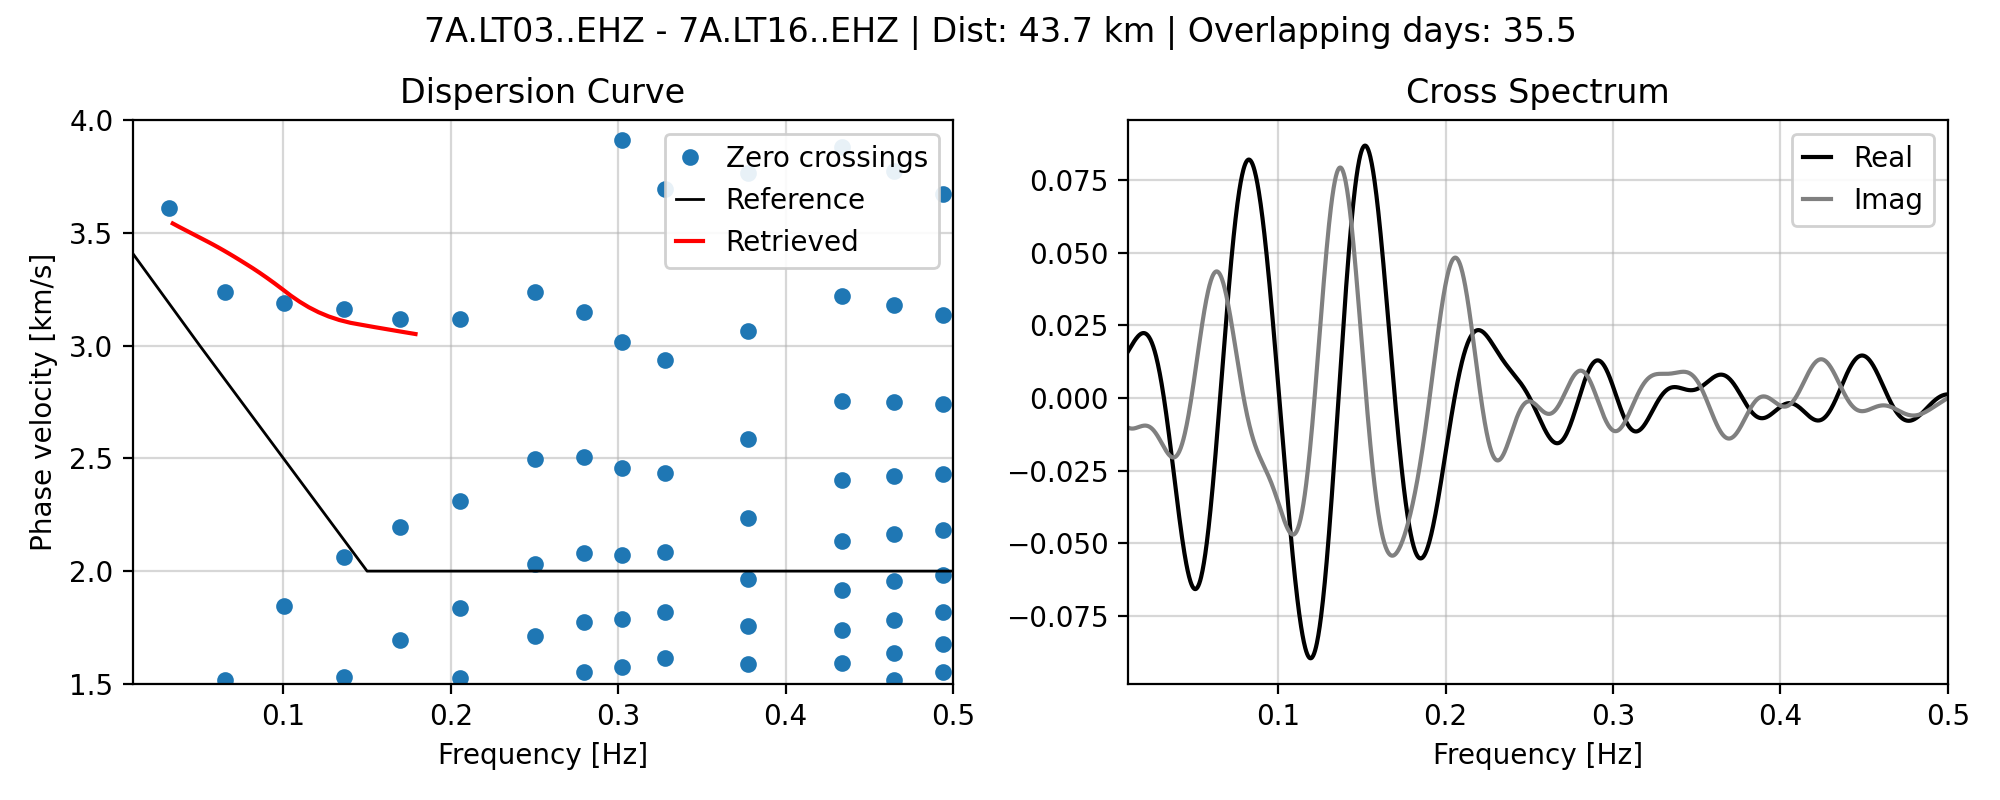 7A.LT03..EHZ - 7A.LT16..EHZ | Dist: 43.7 km | Overlapping days: 35.5
Dispersion Curve
4.0
3.5
3.0
2.5
2.0
1.5
Phase velocity [km/s]
Zero crossings
Reference
Retrieved
0.1
0.2
0.3
0.4
0.5
Frequency [Hz]
Cross Spectrum
0.075
0.050
0.025
0.000
−0.025
−0.050
−0.075
Real
Imag
0.1
0.2
0.3
0.4
0.5
Frequency [Hz]